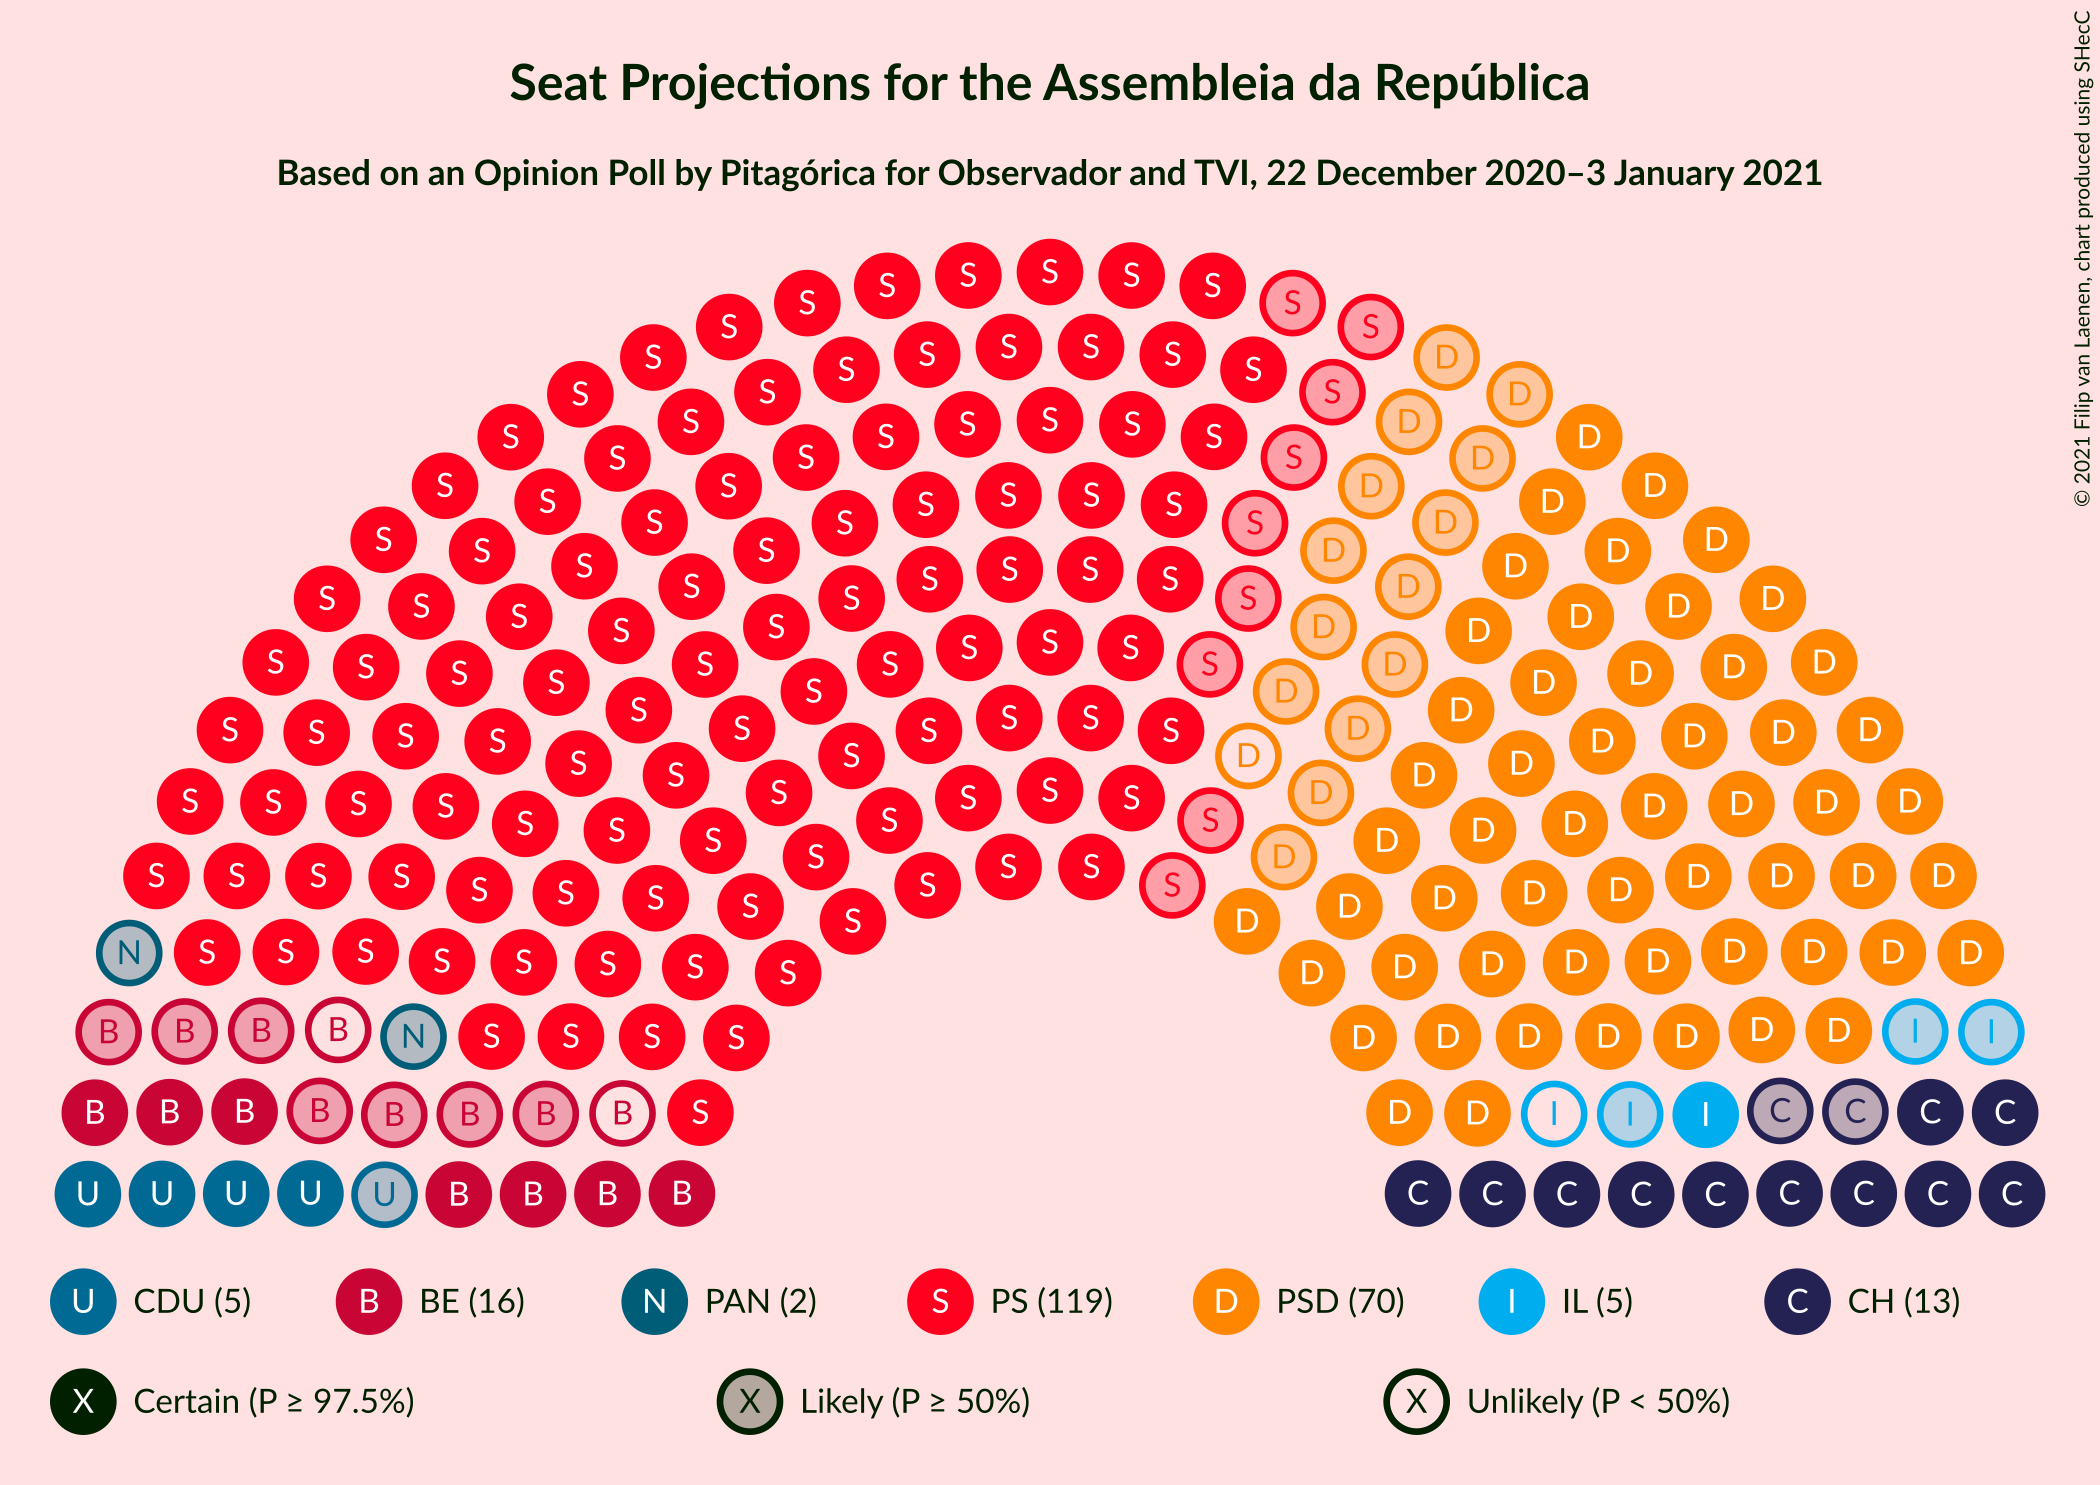 Seat Projections for the Assembleia da República
Based on an Opinion Poll by Pitagórica for Observador and TVI, 22 December 2020–3 January 2021
© 2021 Filip van Laenen, chart produced using SHecC
U CDU (5) B BE (16) N PAN (2) S PS (119) D PSD (70) I IL (5) C CH (13)
X Certain (P ≥ 97.5%) X Likely (P ≥ 50%) X Unlikely (P < 50%)